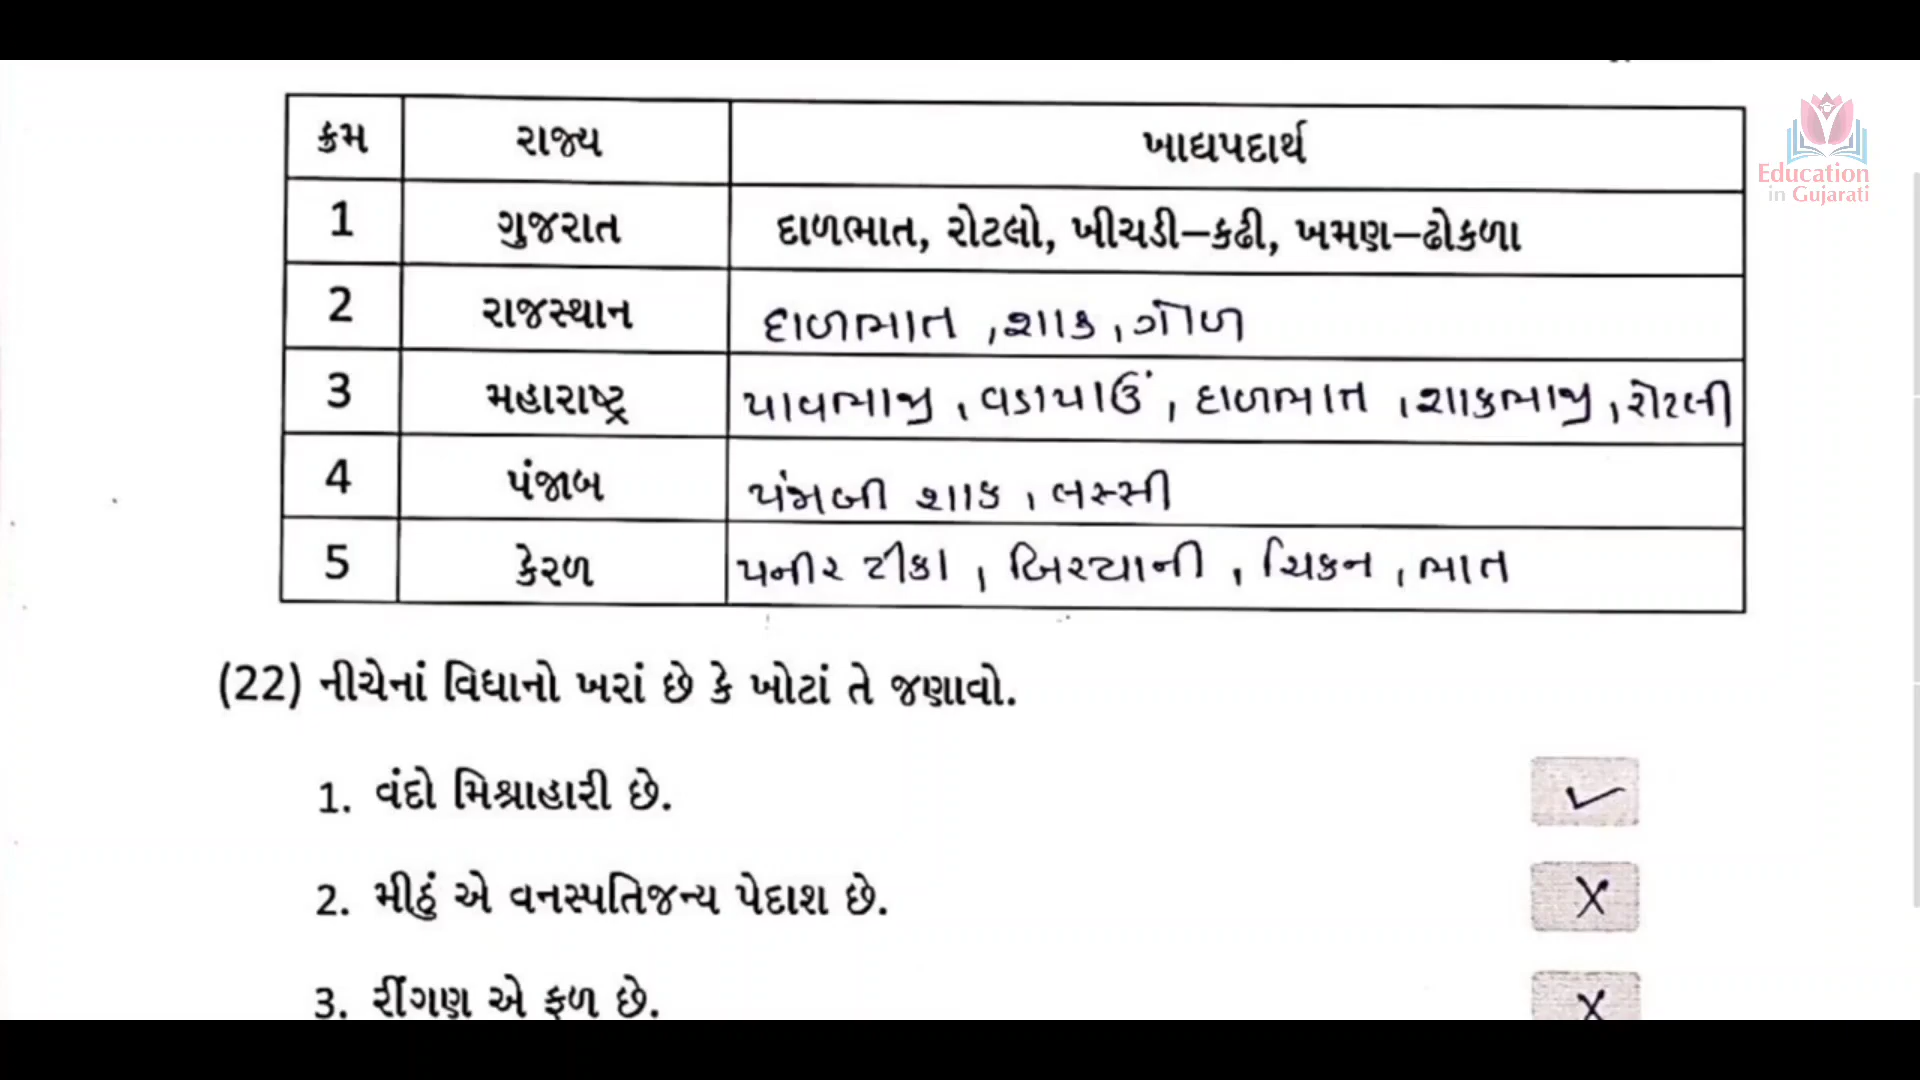 Education
in Gujarati
ક્રમ રાજ્ય ખાદ્યપદાર્થ
1 ગુજરાત દાળભાત, રોટલો, ખીચડી–કઢી, ખમણ–ઢોકળા
2 રાજસ્થાન દાળભાત , શાક , ગોળ
3 મહારાષ્ટ્ર પાવભાજી , વડાપાઉં , દાળભાત , શાકભાજી , રોટલી
4 પંજાબ પંજાબી શાક , લસ્સી
5 કેરળ પનીર ટીકા , બિરયાની , ચિકન , ભાત
(22) નીચેનાં વિધાનો ખરાં છે કે ખોટાં તે જણાવો.
1. વંદો મિશ્રાહારી છે. ✓
2. મીઠું એ વનસ્પતિજન્ય પેદાશ છે. X
3. રીંગણ એ ફળ છે. X